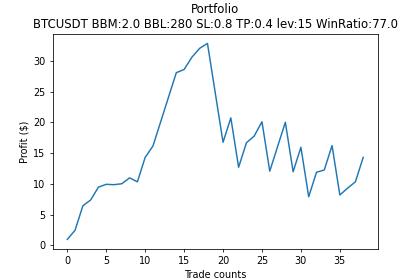 Portfolio
BTCUSDT BBM:2.0 BBL:280 SL:0.8 TP:0.4 lev:15 WinRatio:77.0
Profit ($)
30
25
20
15
10
5
0
0 5 10 15 20 25 30 35
Trade counts